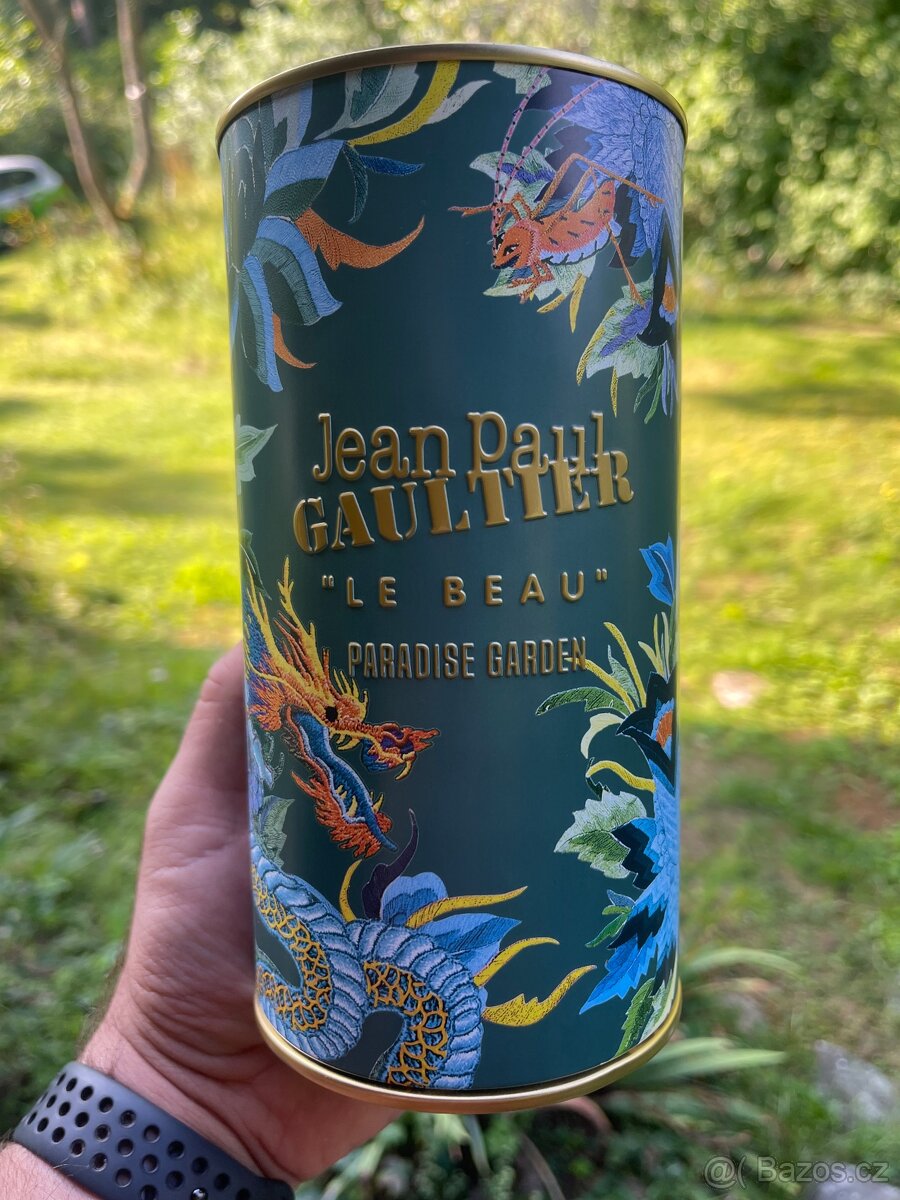 Jean Paul
GAULTIER
"LE BEAU"
PARADISE GARDEN
@( Bazos.cz